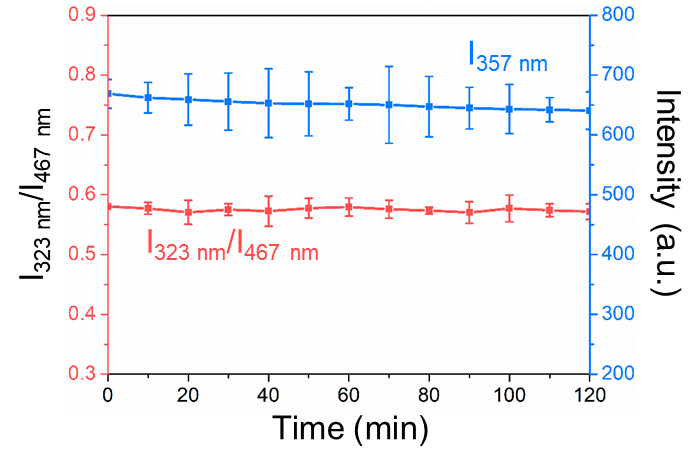 0.9
0.8
0.7
0.6
0.5
0.4
0.3
I323 nm/I467 nm
800
700
600
500
400
300
200
Intensity (a.u.)
I357 nm
I323 nm/I467 nm
0 20 40 60 80 100 120
Time (min)